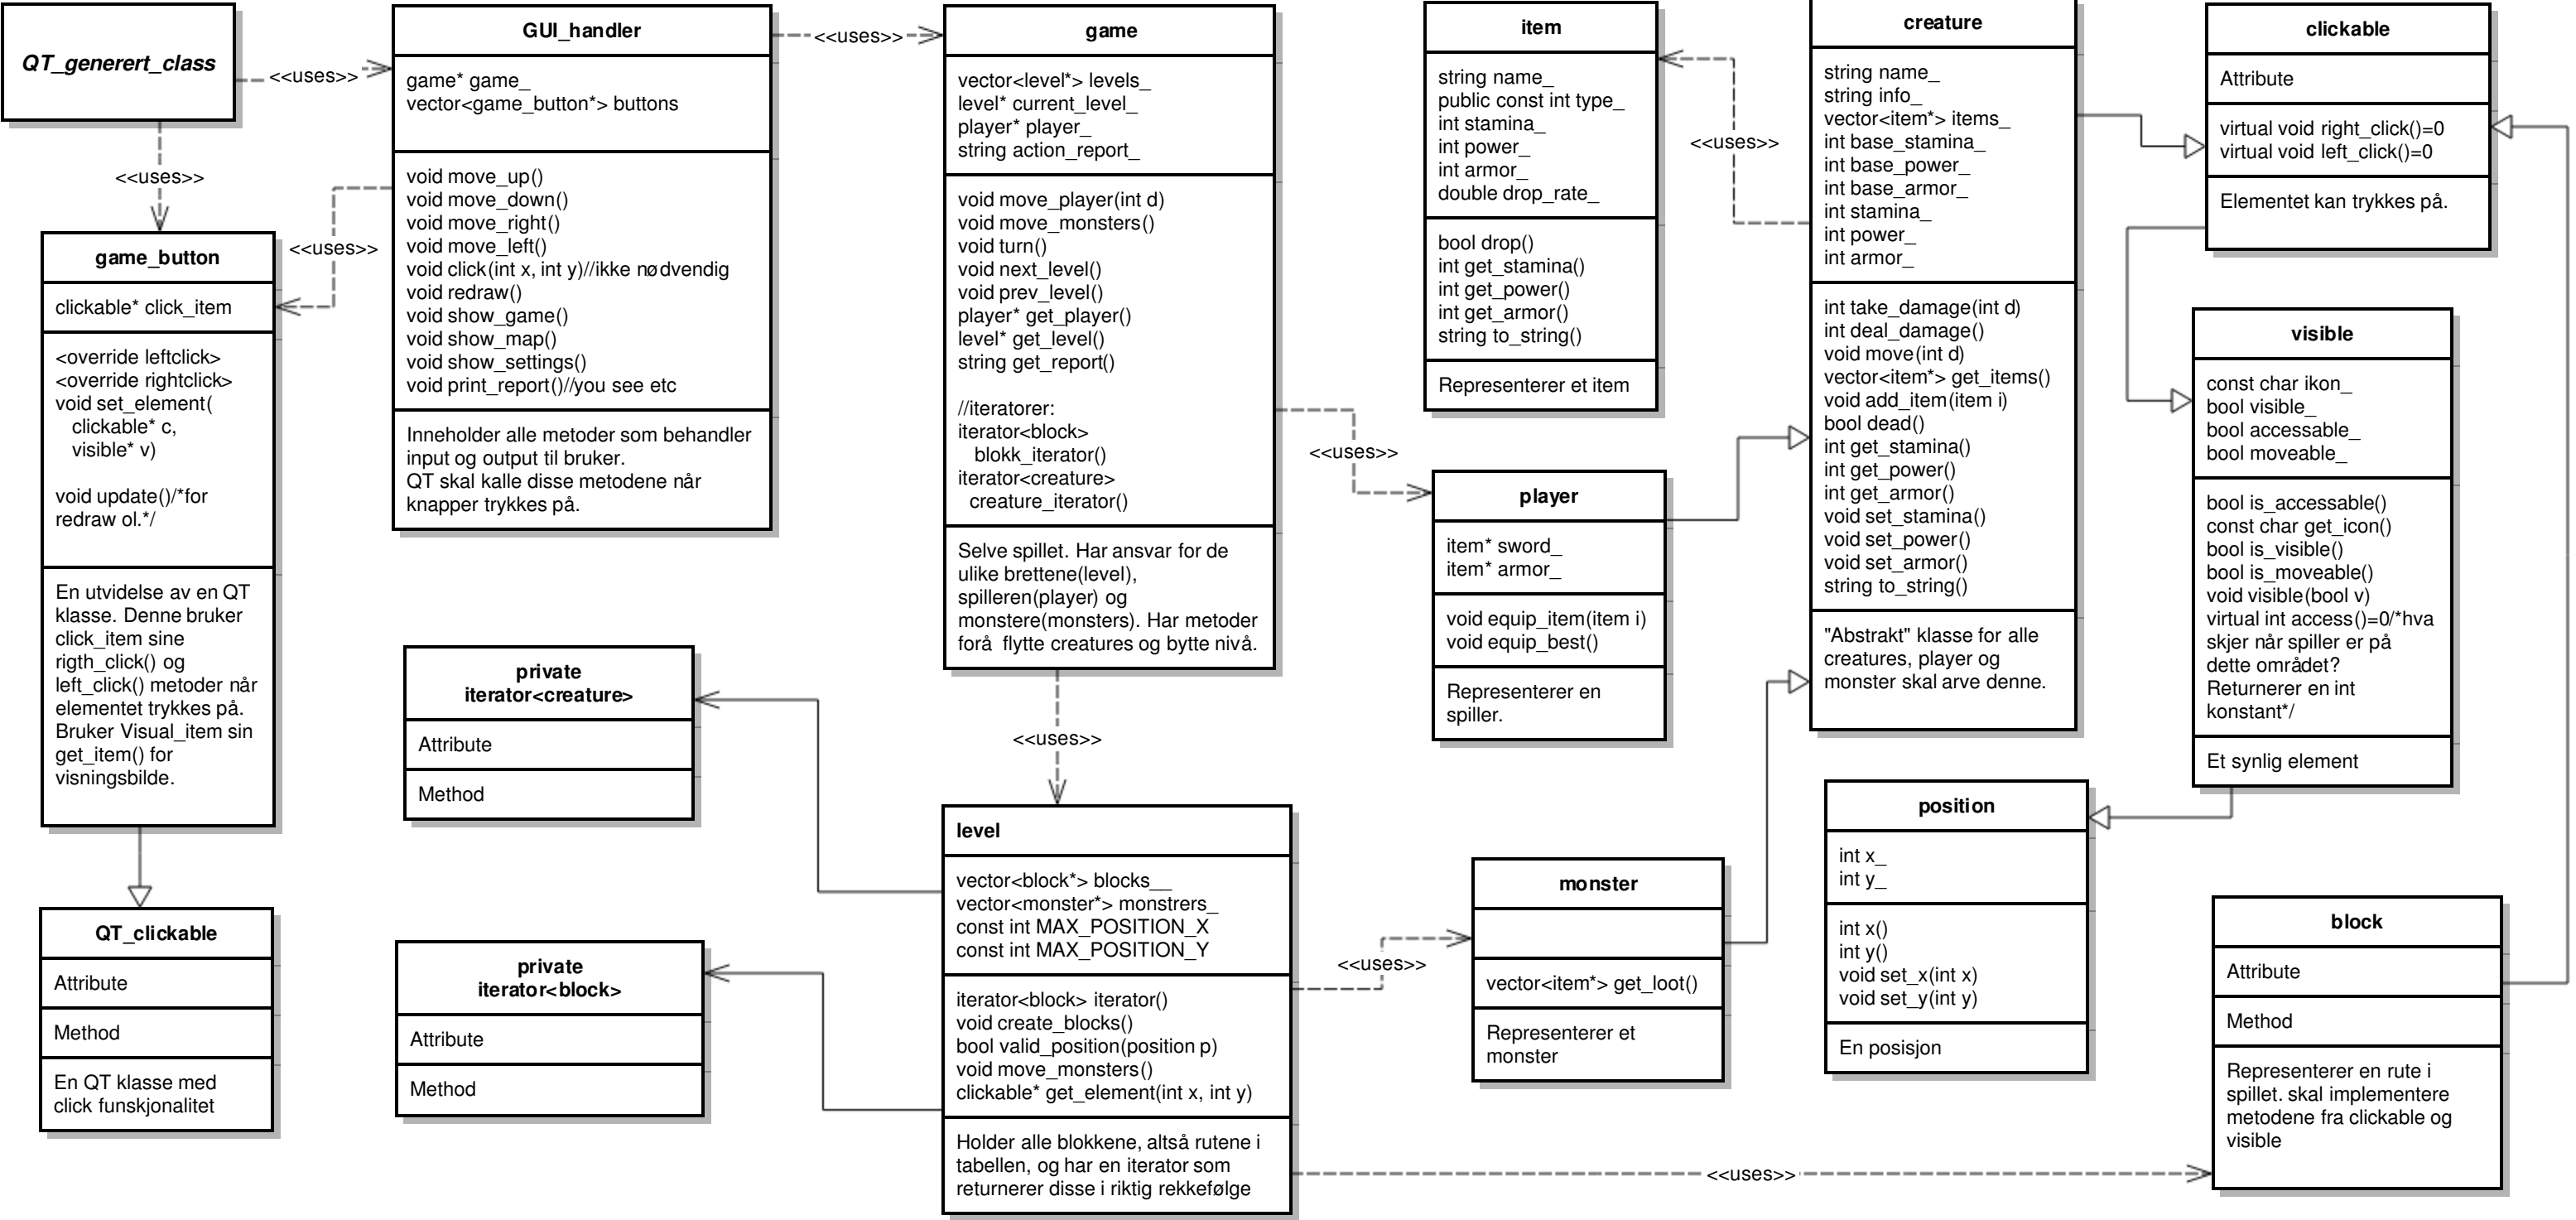 QT_generert_class
<<uses>>
<<uses>>
game_button
clickable* click_item
<override leftclick>
<override rightclick>
void set_element(
clickable* c,
visible* v)
void update()/*for
redraw ol.*/
En utvidelse av en QT
klasse. Denne bruker
click_item sine
rigth_click() og
left_click() metoder når
elementet trykkes på.
Bruker Visual_item sin
get_item() for
visningsbilde.
QT_clickable
Attribute
Method
En QT klasse med
click funskjonalitet
GUI_handler
game* game_
vector<game_button*> buttons
void move_up()
void move_down()
void move_right()
void move_left()
void click(int x, int y)//ikke nødvendig
void redraw()
void show_game()
void show_map()
void show_settings()
void print_report()//you see etc
Inneholder alle metoder som behandler
input og output til bruker.
QT skal kalle disse metodene når
knapper trykkes på.
<<uses>>
<<uses>>
private
iterator<creature>
Attribute
Method
private
iterator<block>
Attribute
Method
game
vector<level*> levels_
level* current_level_
player* player_
string action_report_
void move_player(int d)
void move_monsters()
void turn()
void next_level()
void prev_level()
player* get_player()
level* get_level()
string get_report()
//iteratorer:
iterator<block>
blokk_iterator()
iterator<creature>
creature_iterator()
Selve spillet. Har ansvar for de
ulike brettene(level),
spilleren(player) og
monstere(monsters). Har metoder
forå  flytte creatures og bytte nivå.
<<uses>>
<<uses>>
level
vector<block*> blocks__
vector<monster*> monstrers_
const int MAX_POSITION_X
const int MAX_POSITION_Y
iterator<block> iterator()
void create_blocks()
bool valid_position(position p)
void move_monsters()
clickable* get_element(int x, int y)
Holder alle blokkene, altså rutene i
tabellen, og har en iterator som
returnerer disse i riktig rekkefølge
<<uses>>
<<uses>>
item
string name_
public const int type_
int stamina_
int power_
int armor_
double drop_rate_
bool drop()
int get_stamina()
int get_power()
int get_armor()
string to_string()
Representerer et item
<<uses>>
player
item* sword_
item* armor_
void equip_item(item i)
void equip_best()
Representerer en
spiller.
monster
vector<item*> get_loot()
Representerer et
monster
creature
string name_
string info_
vector<item*> items_
int base_stamina_
int base_power_
int base_armor_
int stamina_
int power_
int armor_
int take_damage(int d)
int deal_damage()
void move(int d)
vector<item*> get_items()
void add_item(item i)
bool dead()
int get_stamina()
int get_power()
int get_armor()
void set_stamina()
void set_power()
void set_armor()
string to_string()
"Abstrakt" klasse for alle
creatures, player og
monster skal arve denne.
position
int x_
int y_
int x()
int y()
void set_x(int x)
void set_y(int y)
En posisjon
clickable
Attribute
virtual void right_click()=0
virtual void left_click()=0
Elementet kan trykkes på.
visible
const char ikon_
bool visible_
bool accessable_
bool moveable_
bool is_accessable()
const char get_icon()
bool is_visible()
bool is_moveable()
void visible(bool v)
virtual int access()=0/*hva
skjer når spiller er på
dette området?
Returnerer en int
konstant*/
Et synlig element
block
Attribute
Method
Representerer en rute i
spillet. skal implementere
metodene fra clickable og
visible